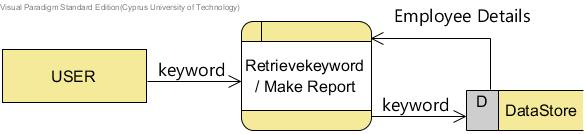 Visual Paradigm Standard Edition(Cyprus University of Technology)
Employee Details
USER
keyword
Retrievekeyword
/ Make Report
keyword
D
DataStore